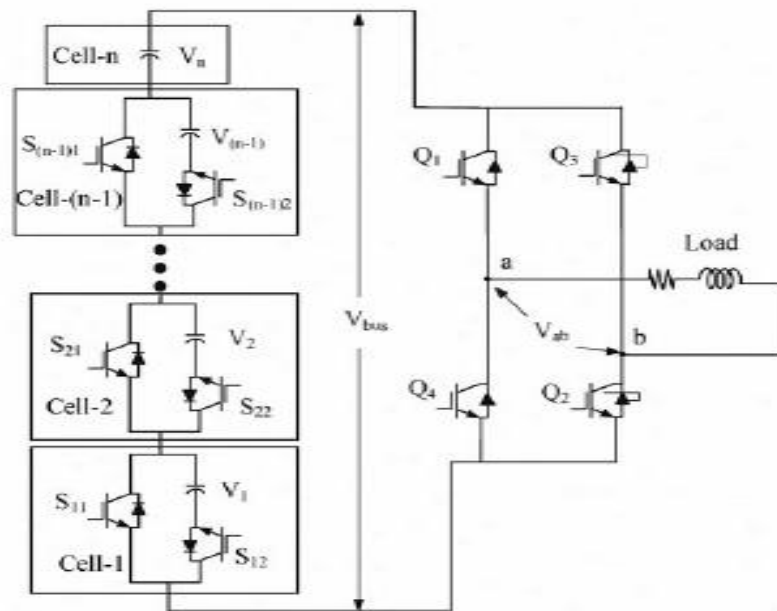 Cell-n
Vn
S(n-1)1
V(n-1)
S(n-1)2
Cell-(n-1)
S21
V2
S22
Cell-2
S11
V1
S12
Cell-1
Vbus
Q1
Q3
Load
a
Vab
b
Q4
Q2